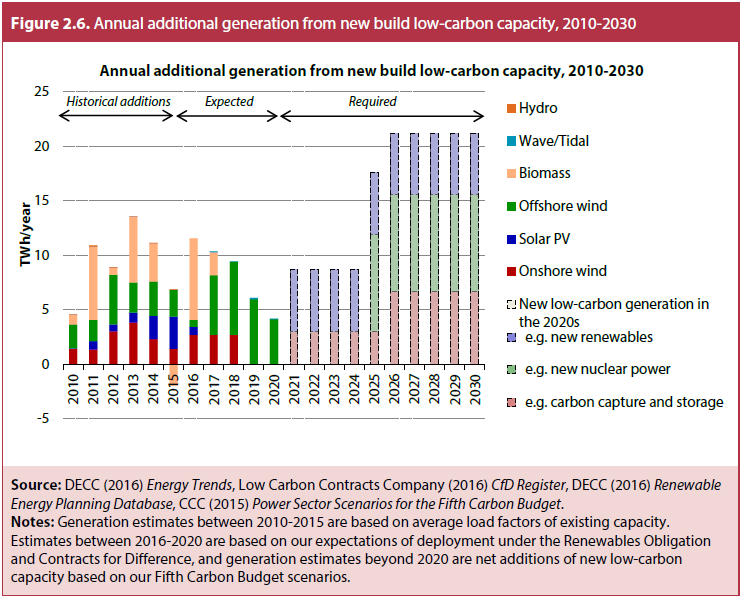 Figure 2.6. Annual additional generation from new build low-carbon capacity, 2010-2030
Annual additional generation from new build low-carbon capacity, 2010-2030
Historical additions
Expected
Required
TWh/year
25
20
15
10
5
0
-5
2010
2011
2012
2013
2014
2015
2016
2017
2018
2019
2020
2021
2022
2023
2024
2025
2026
2027
2028
2029
2030
Hydro
Wave/Tidal
Biomass
Offshore wind
Solar PV
Onshore wind
New low-carbon generation in
the 2020s
e.g. new renewables
e.g. new nuclear power
e.g. carbon capture and storage
Source: DECC (2016) Energy Trends, Low Carbon Contracts Company (2016) CfD Register, DECC (2016) Renewable
Energy Planning Database, CCC (2015) Power Sector Scenarios for the Fifth Carbon Budget.
Notes: Generation estimates between 2010-2015 are based on average load factors of existing capacity.
Estimates between 2016-2020 are based on our expectations of deployment under the Renewables Obligation
and Contracts for Difference, and generation estimates beyond 2020 are net additions of new low-carbon
capacity based on our Fifth Carbon Budget scenarios.